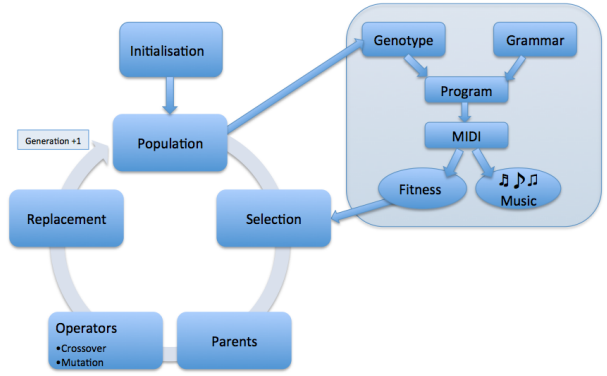 Initialisation
Genotype
Grammar
Program
MIDI
Fitness
Music
Population
Generation +1
Replacement
Selection
Operators
•Crossover
•Mutation
Parents